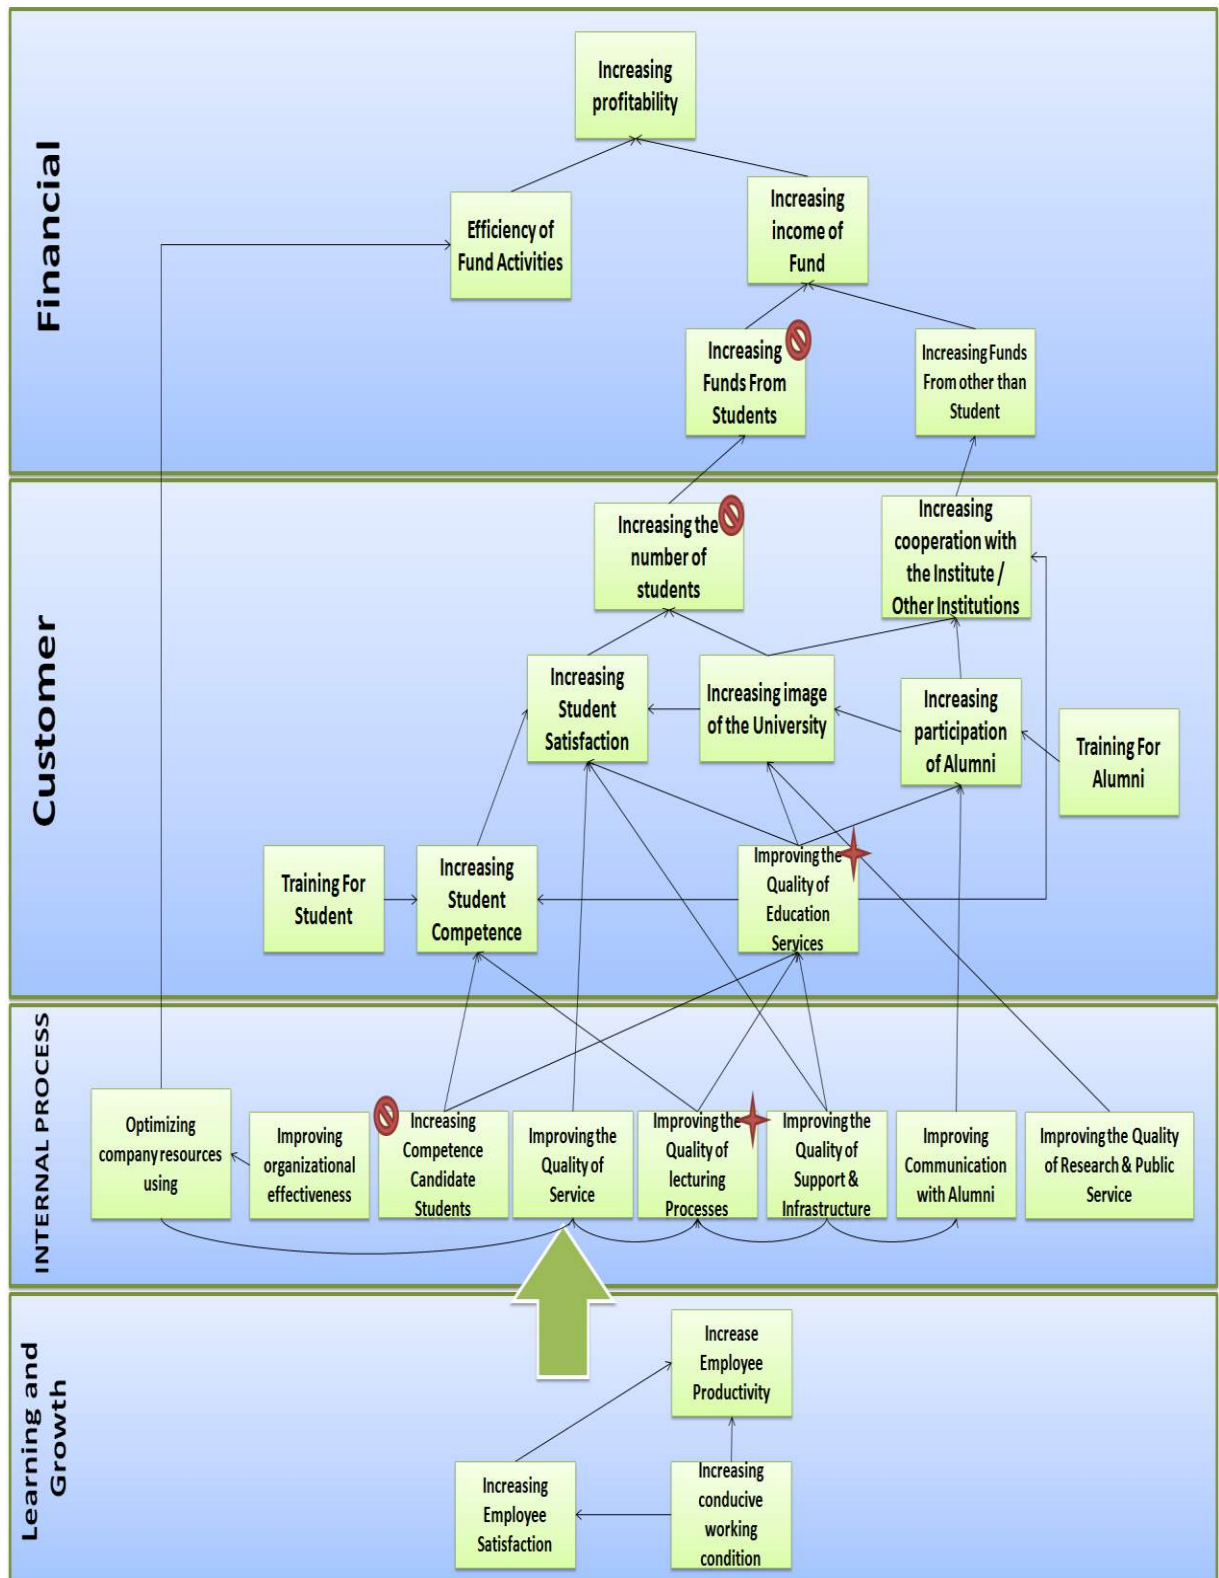 Financial
Increasing
profitability
Efficiency of
Fund Activities
Increasing
income of
Fund
Increasing
Funds From
Students
Increasing Funds
From other than
Student
Customer
Increasing the
number of
students
Increasing
cooperation with
the Institute /
Other Institutions
Increasing
Student
Satisfaction
Increasing image
of the University
Increasing
participation
of Alumni
Training For
Alumni
Training For
Student
Increasing
Student
Competence
Improving the
Quality of
Education
Services
INTERNAL PROCESS
Optimizing
company resources
using
Improving
organizational
effectiveness
Increasing
Competence
Candidate
Students
Improving the
Quality of
Service
Improving the
Quality of
lecturing
Processes
Improving the
Quality of
Support &
Infrastructure
Improving
Communication
with Alumni
Improving the Quality
of Research & Public
Service
Learning and
Growth
Increase
Employee
Productivity
Increasing
Employee
Satisfaction
Increasing
conducive
working
condition